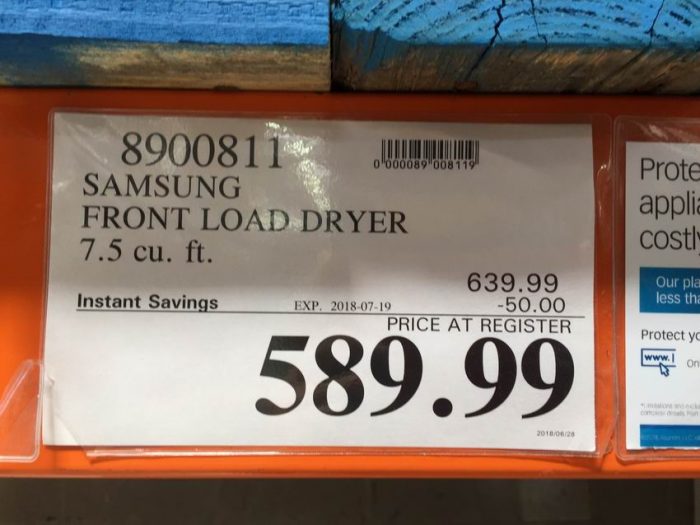 8900811
0"000089"008119
SAMSUNG
FRONT LOAD DRYER
7.5 cu. ft.
639.99
Instant Savings EXP. 2018-07-19 -50.00
PRICE AT REGISTER
589.99
2018/06/28
Prote
applia
costly
Our pla
less tha
Protect yo
www.
On